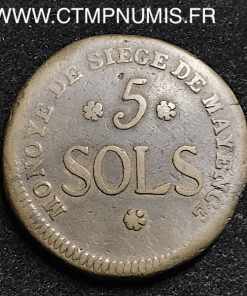 WWW.CTMPNUMIS.FR
MONOYE DE SIEGE DE MAYENCE
5
SOLS